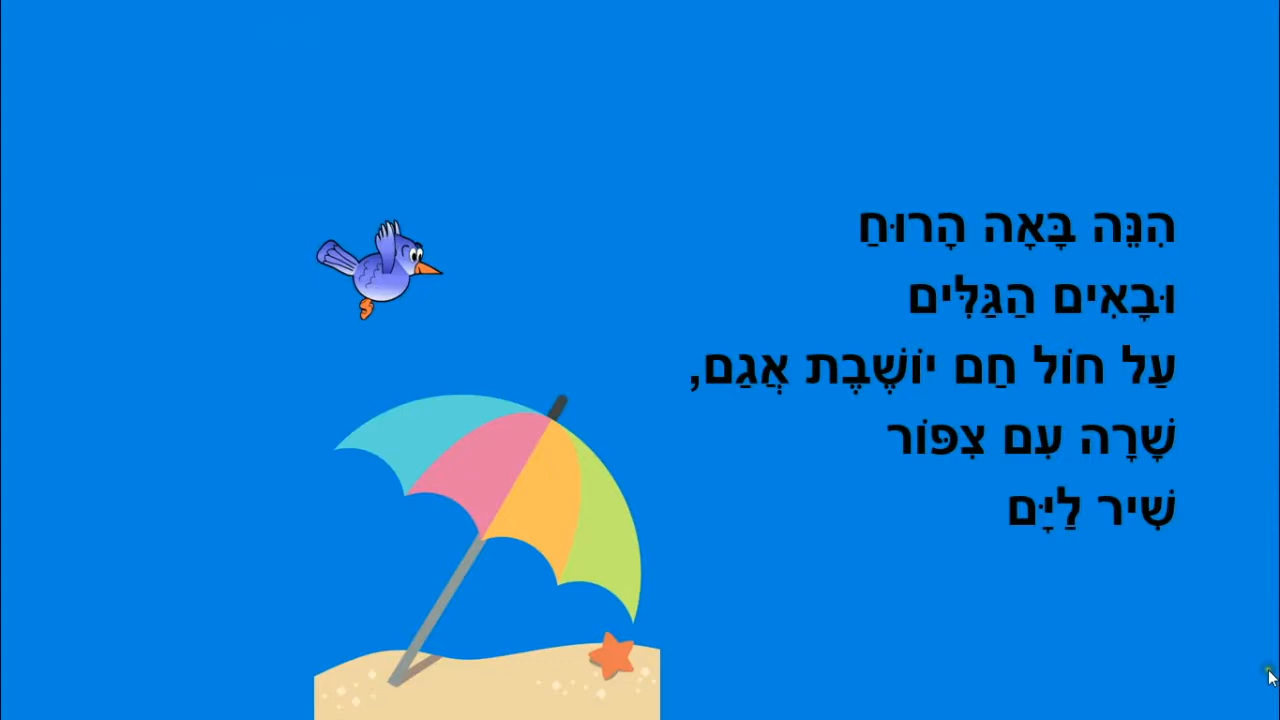 הִנֵּה בָּאָה הָרוּחַ
וּבָאִים הַגַּלִּים
עַל חוֹל חַם יוֹשֶׁבֶת אֲגַם,
שָׁרָה עִם צִפּוֹר
שִׁיר לַיָּם